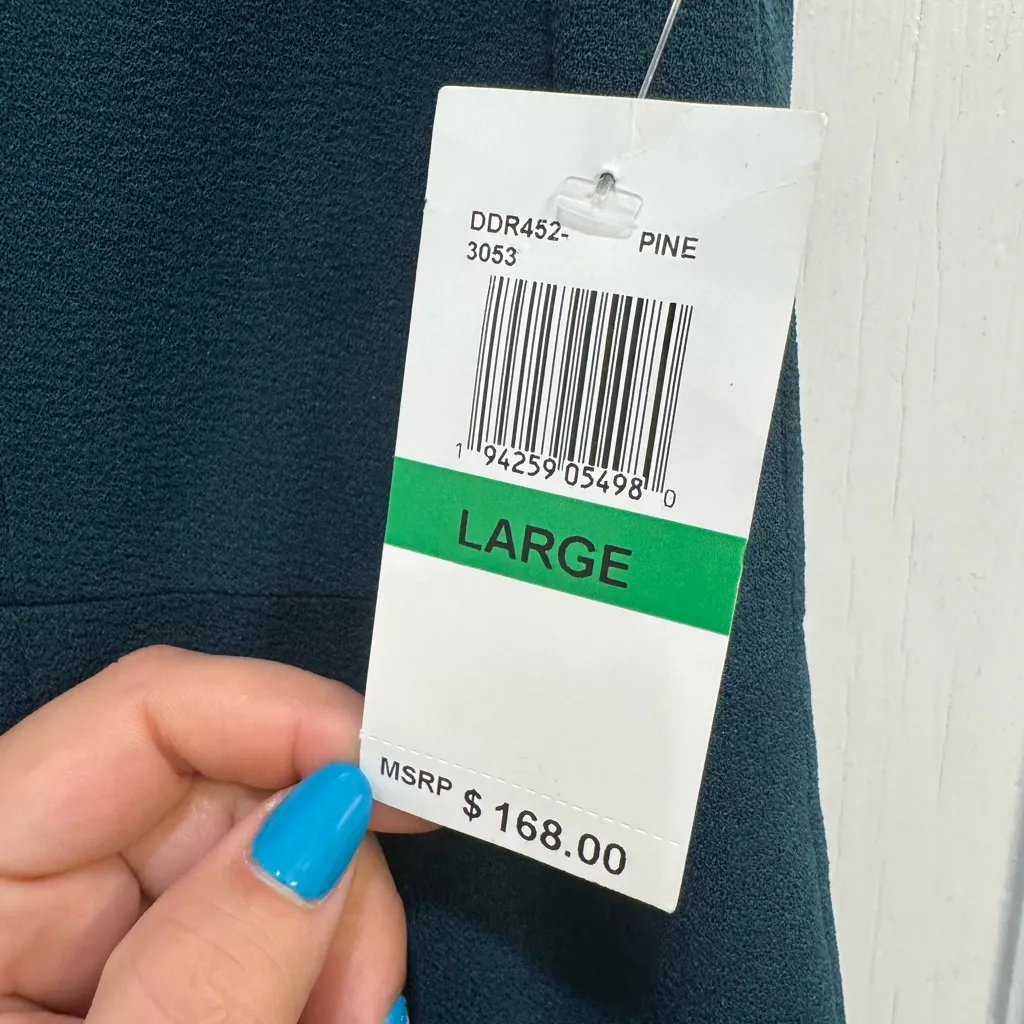 DDR452- PINE
3053
1 94259 05498 0
LARGE
MSRP $ 168.00